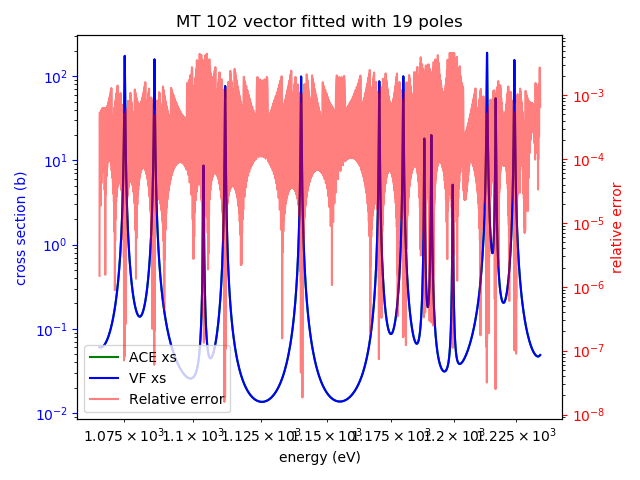 MT 102 vector fitted with 19 poles
10²
10¹
10⁰
10⁻¹
10⁻²
cross section (b)
10⁻³
10⁻⁴
10⁻⁵
10⁻⁶
10⁻⁷
10⁻⁸
relative error
ACE xs
VF xs
Relative error
1.075 × 10³ 1.1 × 10³ 1.125 × 10³ 1.15 × 10³ 1.175 × 10³ 1.2 × 10³ 1.225 × 10³
energy (eV)